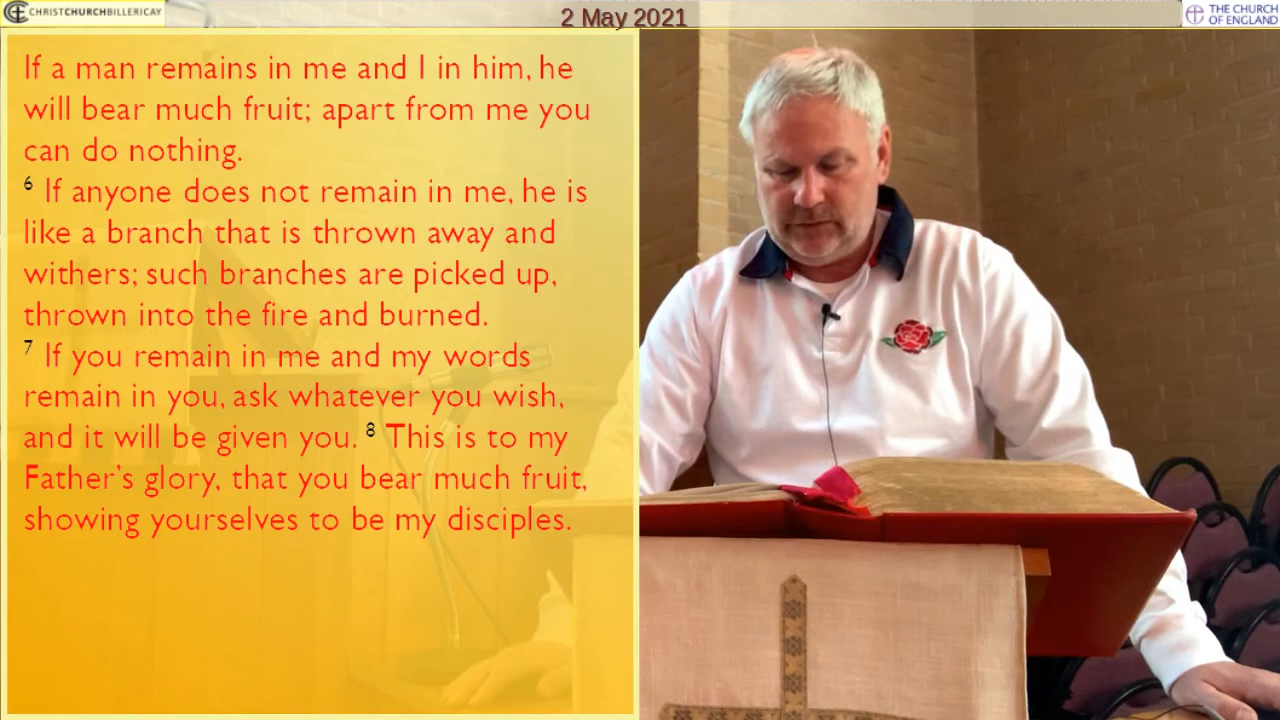 CHRISTCHURCHBILLERICAY
2 May 2021
THE CHURCH
OF ENGLAND
If a man remains in me and I in him, he
will bear much fruit; apart from me you
can do nothing.
6 If anyone does not remain in me, he is
like a branch that is thrown away and
withers; such branches are picked up,
thrown into the fire and burned.
7 If you remain in me and my words
remain in you, ask whatever you wish,
and it will be given you. 8 This is to my
Father’s glory, that you bear much fruit,
showing yourselves to be my disciples.